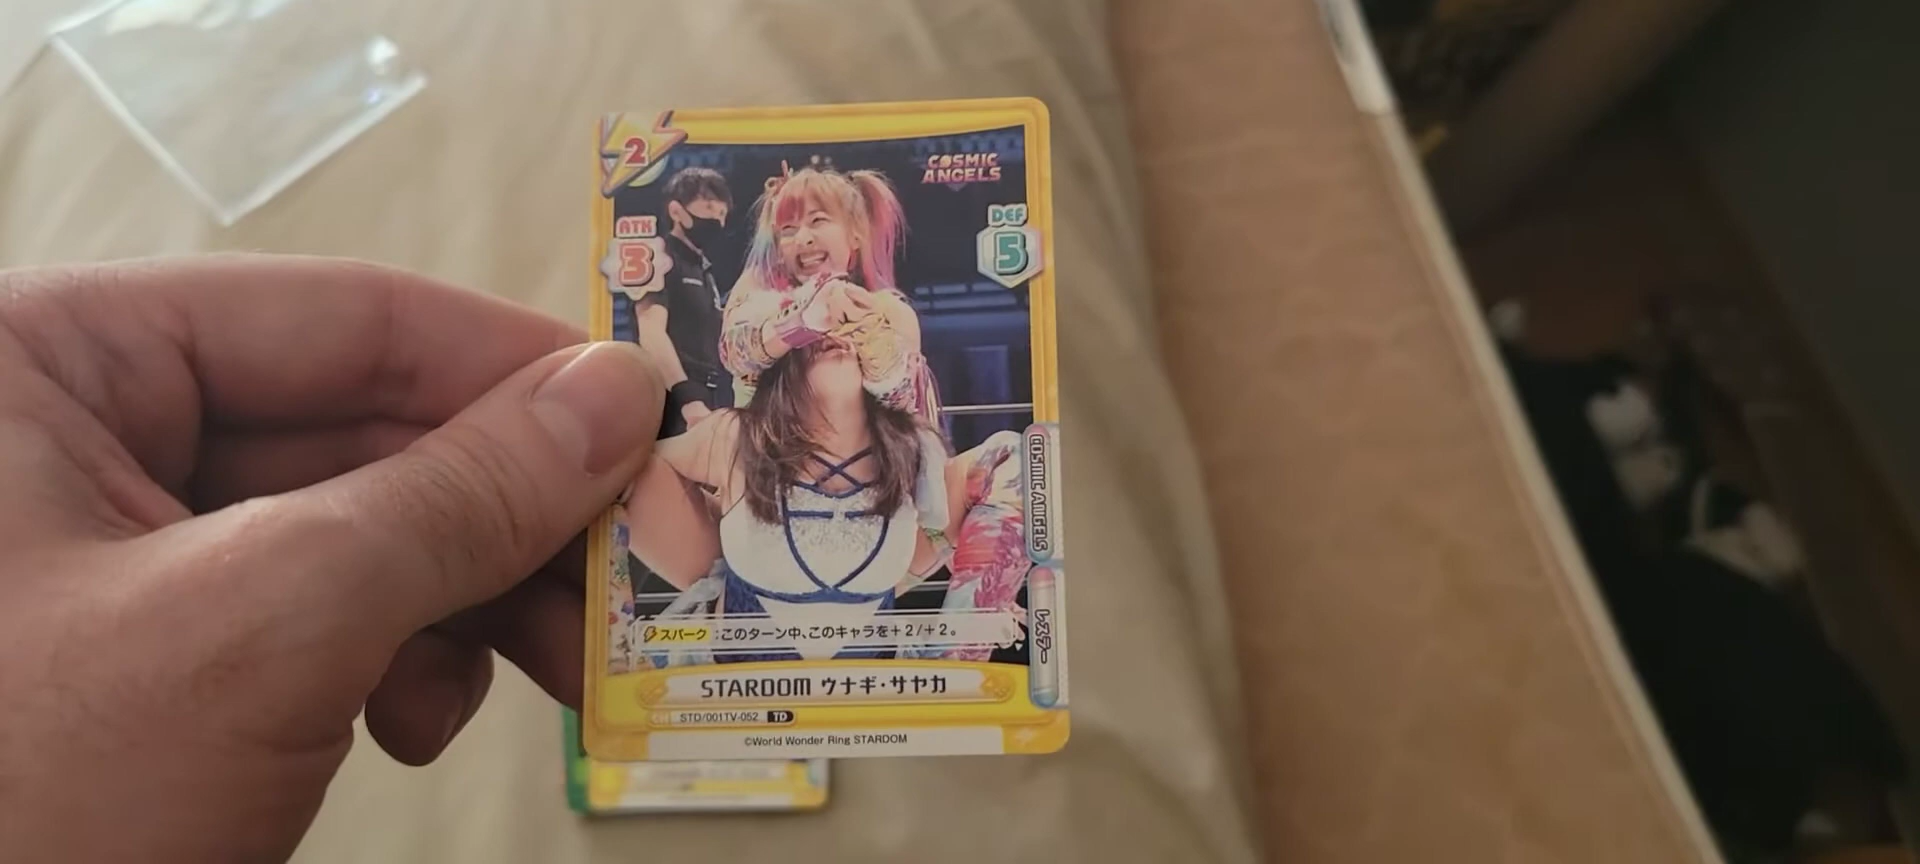 2
COSMIC
ANGELS
ATK
3
DEF
5
COSMIC ANGELS
レスラー
スパーク:このターン中、このキャラを+2/+2。
STARDOM ウナギ・サヤカ
CH STD/001TV-052 TD
©World Wonder Ring STARDOM